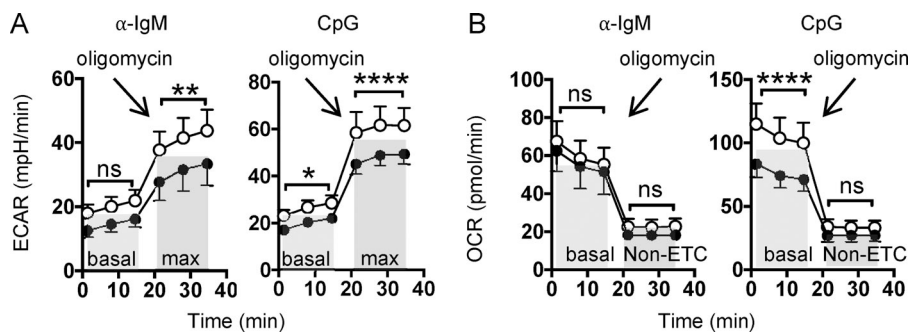 A
α-IgM
CpG
oligomycin
oligomycin
ECAR (mpH/min)
60
40
20
0
ns
**
basal
max
0 10 20 30 40
80
60
40
20
0
*
****
basal
max
0 10 20 30 40
Time (min)
B
α-IgM
CpG
oligomycin
oligomycin
OCR (pmol/min)
100
80
60
40
20
0
ns
ns
basal
Non-ETC
0 10 20 30 40
150
100
50
0
****
ns
basal
Non-ETC
0 10 20 30 40
Time (min)